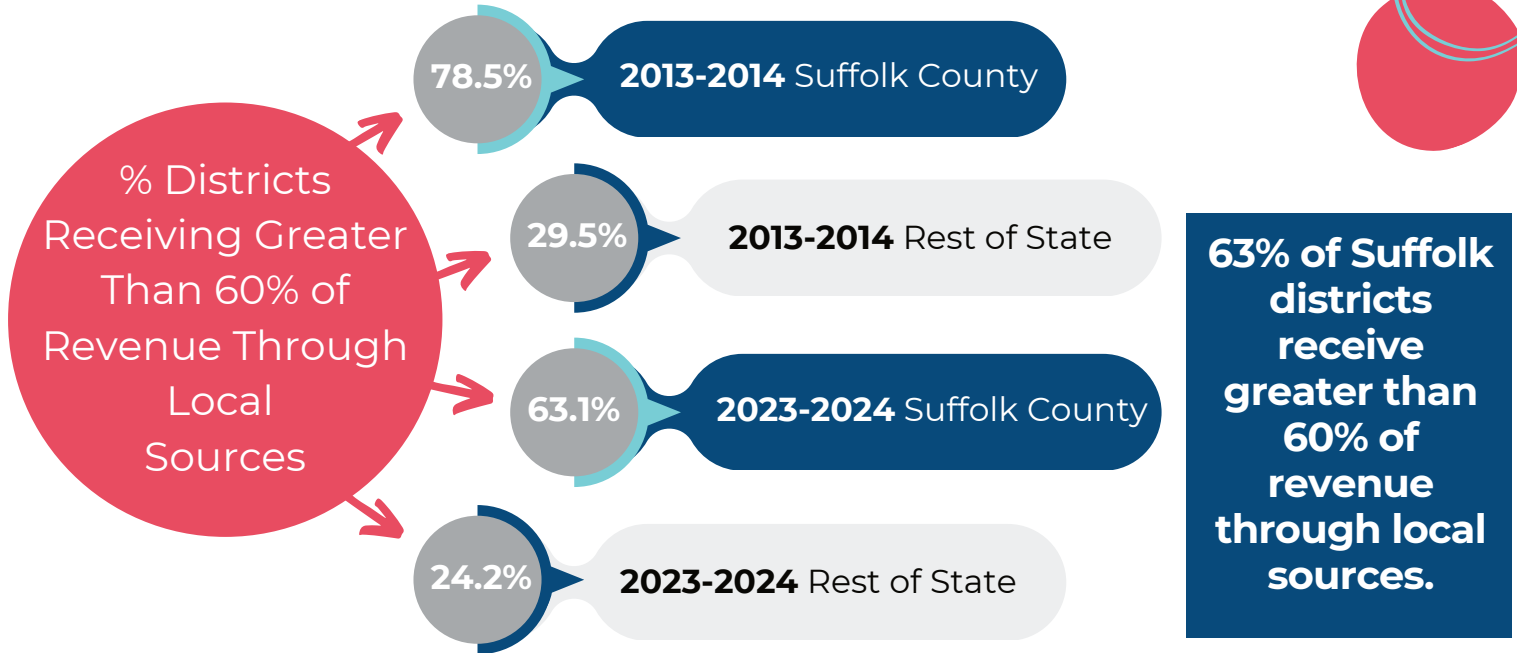 % Districts
Receiving Greater
Than 60% of
Revenue Through
Local
Sources
78.5%
2013-2014 Suffolk County
29.5%
2013-2014 Rest of State
63.1%
2023-2024 Suffolk County
24.2%
2023-2024 Rest of State
63% of Suffolk
districts
receive
greater than
60% of
revenue
through local
sources.